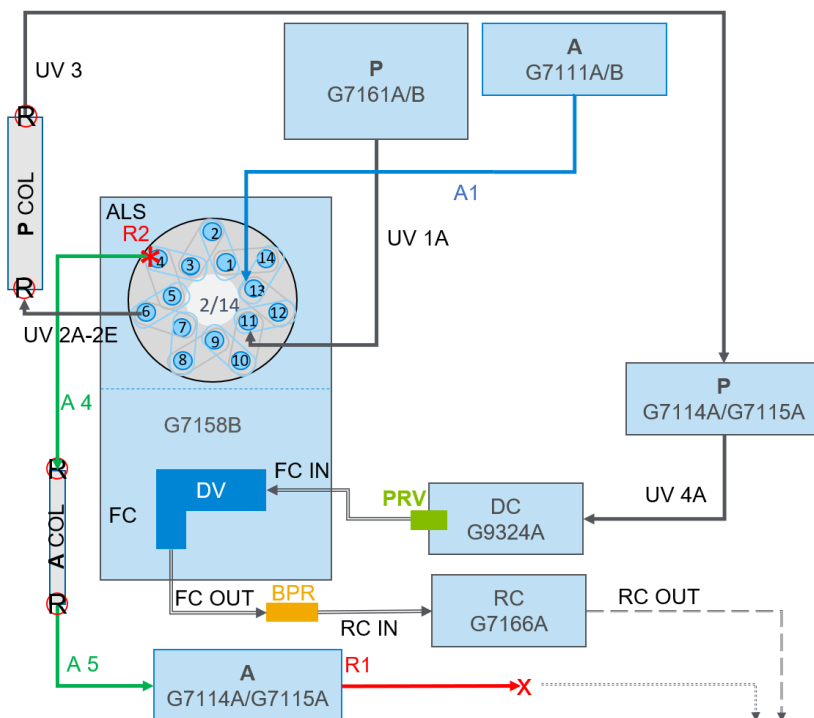 UV 3
P
G7161A/B
A
G7111A/B
R
P COL
R
ALS
R2
A1
UV 1A
2
4
3
1
14
5
13
6
2/14
12
7
11
9
8
10
UV 2A-2E
A 4
G7158B
P
G7114A/G7115A
R
A COL
R
FC IN
DV
FC
PRV
DC
G9324A
UV 4A
FC OUT
BPR
RC IN
RC
G7166A
RC OUT
A 5
A
G7114A/G7115A
R1
X